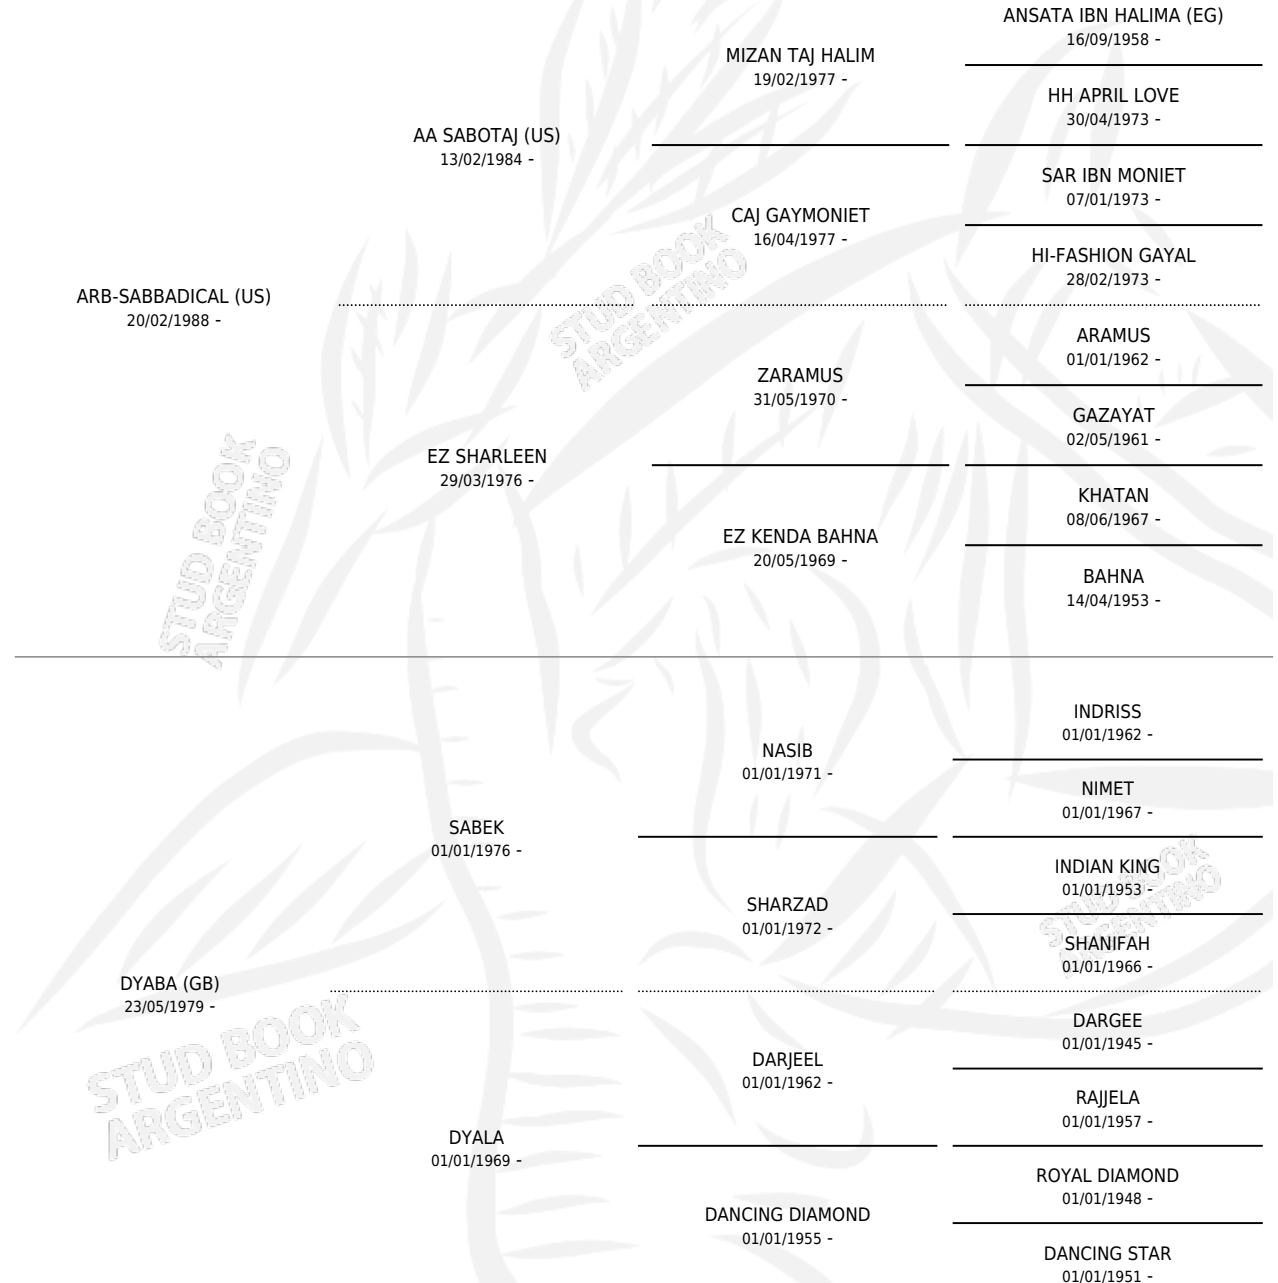 ANSATA IBN HALIMA (EG)
16/09/1958 -
MIZAN TAJ HALIM
19/02/1977 -
HH APRIL LOVE
30/04/1973 -
AA SABOTAJ (US)
13/02/1984 -
SAR IBN MONIET
07/01/1973 -
CAJ GAYMONIET
16/04/1977 -
HI-FASHION GAYAL
28/02/1973 -
ARB-SABBADICAL (US)
20/02/1988 -
ARAMUS
01/01/1962 -
ZARAMUS
31/05/1970 -
GAZAYAT
02/05/1961 -
EZ SHARLEEN
29/03/1976 -
KHATAN
08/06/1967 -
EZ KENDA BAHNA
20/05/1969 -
BAHNA
14/04/1953 -
INDRISS
01/01/1962 -
NASIB
01/01/1971 -
NIMET
01/01/1967 -
SABEK
01/01/1976 -
INDIAN KING
01/01/1953 -
SHARZAD
01/01/1972 -
SHANIFAH
01/01/1966 -
DYABA (GB)
23/05/1979 -
DARGEE
01/01/1945 -
DARJEEL
01/01/1962 -
RAJJELA
01/01/1957 -
DYALA
01/01/1969 -
ROYAL DIAMOND
01/01/1948 -
DANCING DIAMOND
01/01/1955 -
DANCING STAR
01/01/1951 -
STUD BOOK
ARGENTINO
STUD BOOK
ARGENTINO
STUD BOOK
ARGENTINO
STUD BOOK
ARGENTINO